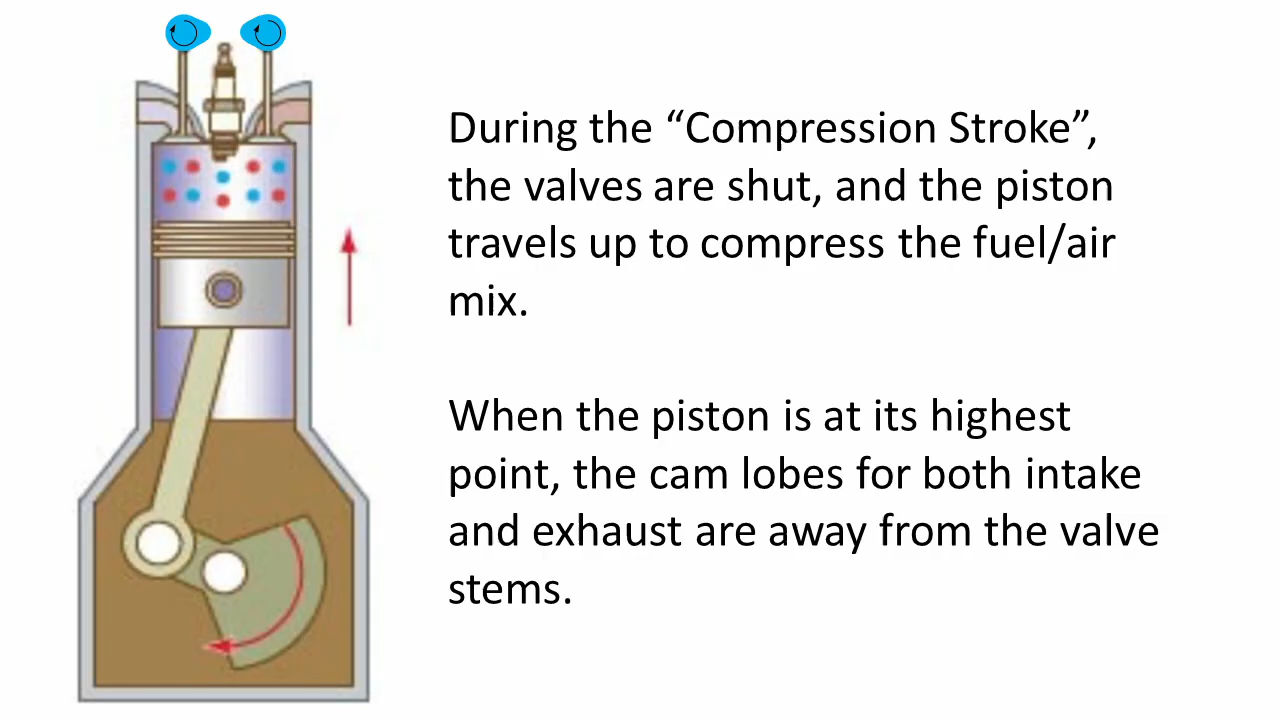 During the “Compression Stroke”,
the valves are shut, and the piston
travels up to compress the fuel/air
mix.
When the piston is at its highest
point, the cam lobes for both intake
and exhaust are away from the valve
stems.